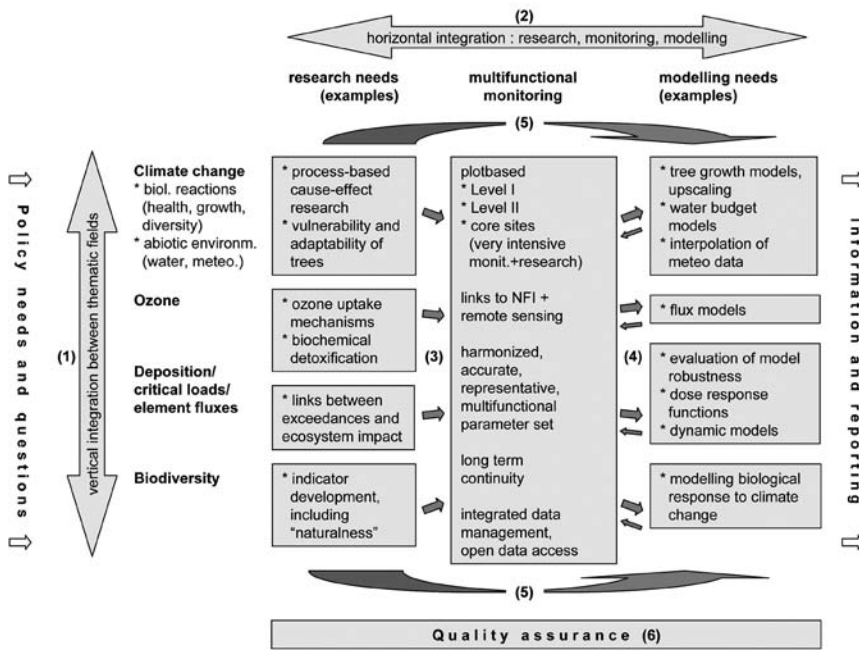 (2)
horizontal integration : research, monitoring, modelling
research needs
(examples)
multifunctional
monitoring
modelling needs
(examples)
(5)
Policy needs and questions
(1)
vertical integration between thematic fields
Climate change
* biol. reactions
(health, growth,
diversity)
* abiotic environm.
(water, meteo.)
Ozone
Deposition/
critical loads/
element fluxes
Biodiversity
* process-based
cause-effect
research
* vulnerability and
adaptability of
trees
* ozone uptake
mechanisms
* biochemical
detoxification
* links between
exceedances and
ecosystem impact
* indicator
development,
including
"naturalness"
(3)
plotbased
* Level I
* Level II
* core sites
(very intensive
monit.+research)
links to NFI +
remote sensing
harmonized,
accurate,
representative,
multifunctional
parameter set
long term
continuity
integrated data
management,
open data access
(4)
* tree growth models,
upscaling
* water budget
models
* interpolation of
meteo data
* flux models
* evaluation of model
robustness
* dose response
functions
* dynamic models
* modelling biological
response to climate
change
Information and reporting
(5)
Quality assurance (6)